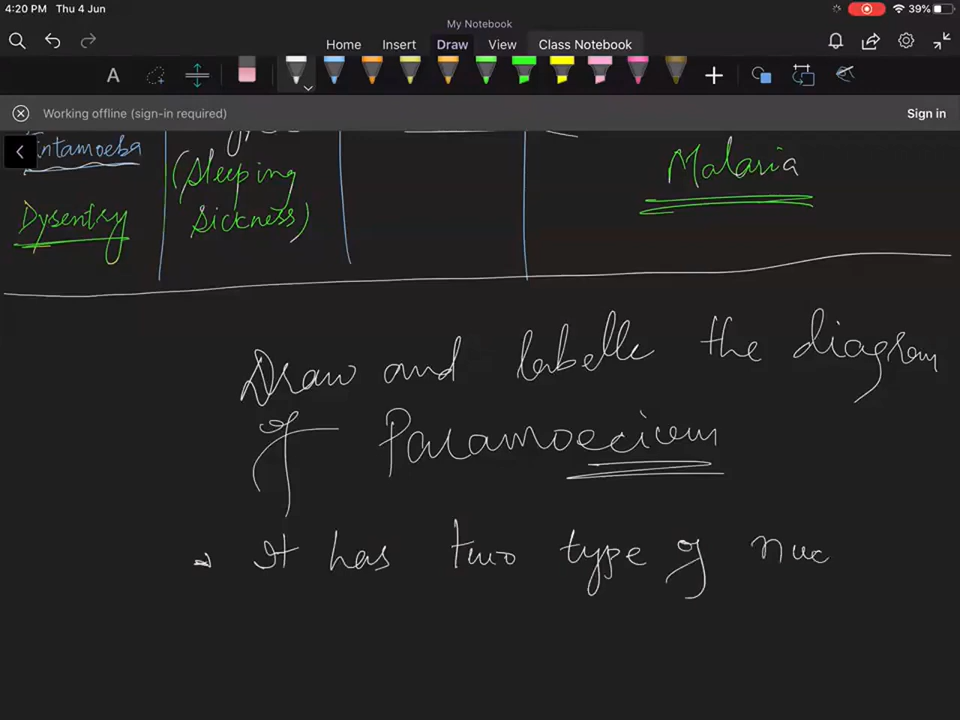 4:20 PM Thu 4 Jun 39%
My Notebook
Home Insert Draw View Class Notebook
A
Working offline (sign-in required) Sign in
Entamoeba
(Sleeping
Malaria
Dysentry
Sickness)
Draw and labelle the diagram
of Paramoecium
It has two type of nuc